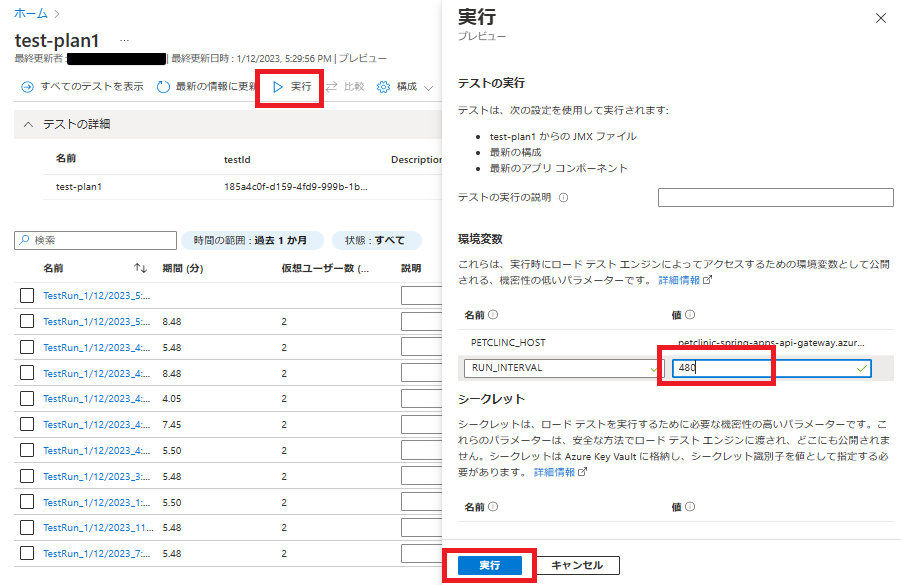 ホーム
test-plan1 ...
最終更新者: | 最終更新日時 : 1/12/2023, 5:29:56 PM | プレビュー
すべてのテストを表示 最新の情報に更新 実行 比較 構成
テストの詳細
名前 testId Description
test-plan1 185a4c0f-d159-4fd9-999b-1b...
検索 時間の範囲 : 過去 1 か月 状態 : すべて
名前 期間 (分) 仮想ユーザー数 (... 説明
TestRun_1/12/2023_5:...
TestRun_1/12/2023_5:... 8.48 2
TestRun_1/12/2023_4:... 5.48 2
TestRun_1/12/2023_4:... 8.48 2
TestRun_1/12/2023_4:... 4.05 2
TestRun_1/12/2023_4:... 7.45 2
TestRun_1/12/2023_4:... 5.50 2
TestRun_1/12/2023_3:... 5.48 2
TestRun_1/12/2023_1:... 5.50 2
TestRun_1/12/2023_11... 5.48 2
TestRun_1/12/2023_7:... 5.48 2
実行
プレビュー
テストの実行
テストは、次の設定を使用して実行されます:
• test-plan1 からの JMX ファイル
• 最新の構成
• 最新のアプリ コンポーネント
テストの実行の説明
環境変数
これらは、実行時にロード テスト エンジンによってアクセスするための環境変数として公開
される、機密性の低いパラメーターです。 詳細情報
名前 値
PETCLINC_HOST petclinic-spring-apps-api-gateway.azur...
RUN_INTERVAL 480
シークレット
シークレットは、ロード テストを実行するために必要な機密性の高いパラメーターです。こ
れらのパラメーターは、安全な方法でロード テスト エンジンに渡され、どこにも公開されま
せん。シークレットは Azure Key Vault に格納し、シークレット識別子を値として指定する必
要があります。 詳細情報
名前 値
実行 キャンセル